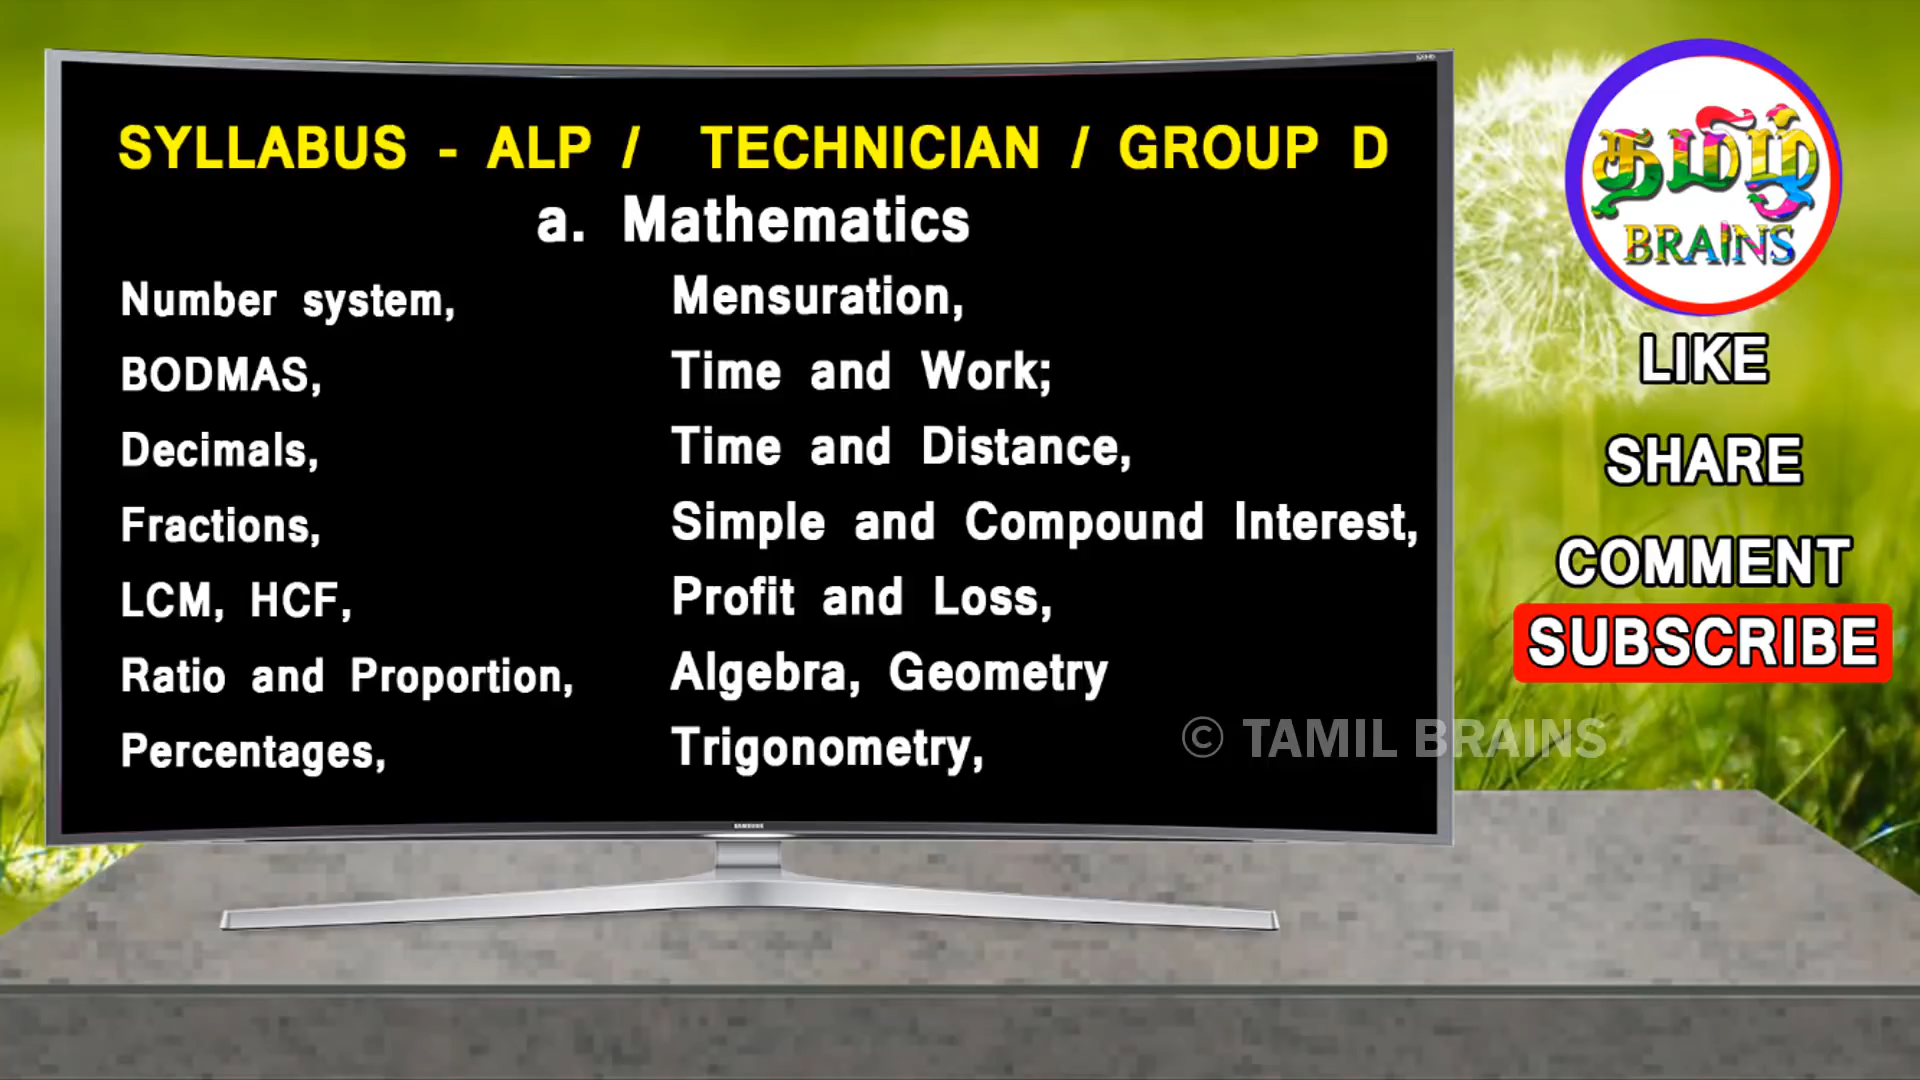 SYLLABUS - ALP / TECHNICIAN / GROUP D
a. Mathematics
Number system,
BODMAS,
Decimals,
Fractions,
LCM, HCF,
Ratio and Proportion,
Percentages,
Mensuration,
Time and Work;
Time and Distance,
Simple and Compound Interest,
Profit and Loss,
Algebra, Geometry
Trigonometry,
தமிழ்
BRAINS
LIKE
SHARE
COMMENT
SUBSCRIBE
© TAMIL BRAINS
SAMSUNG